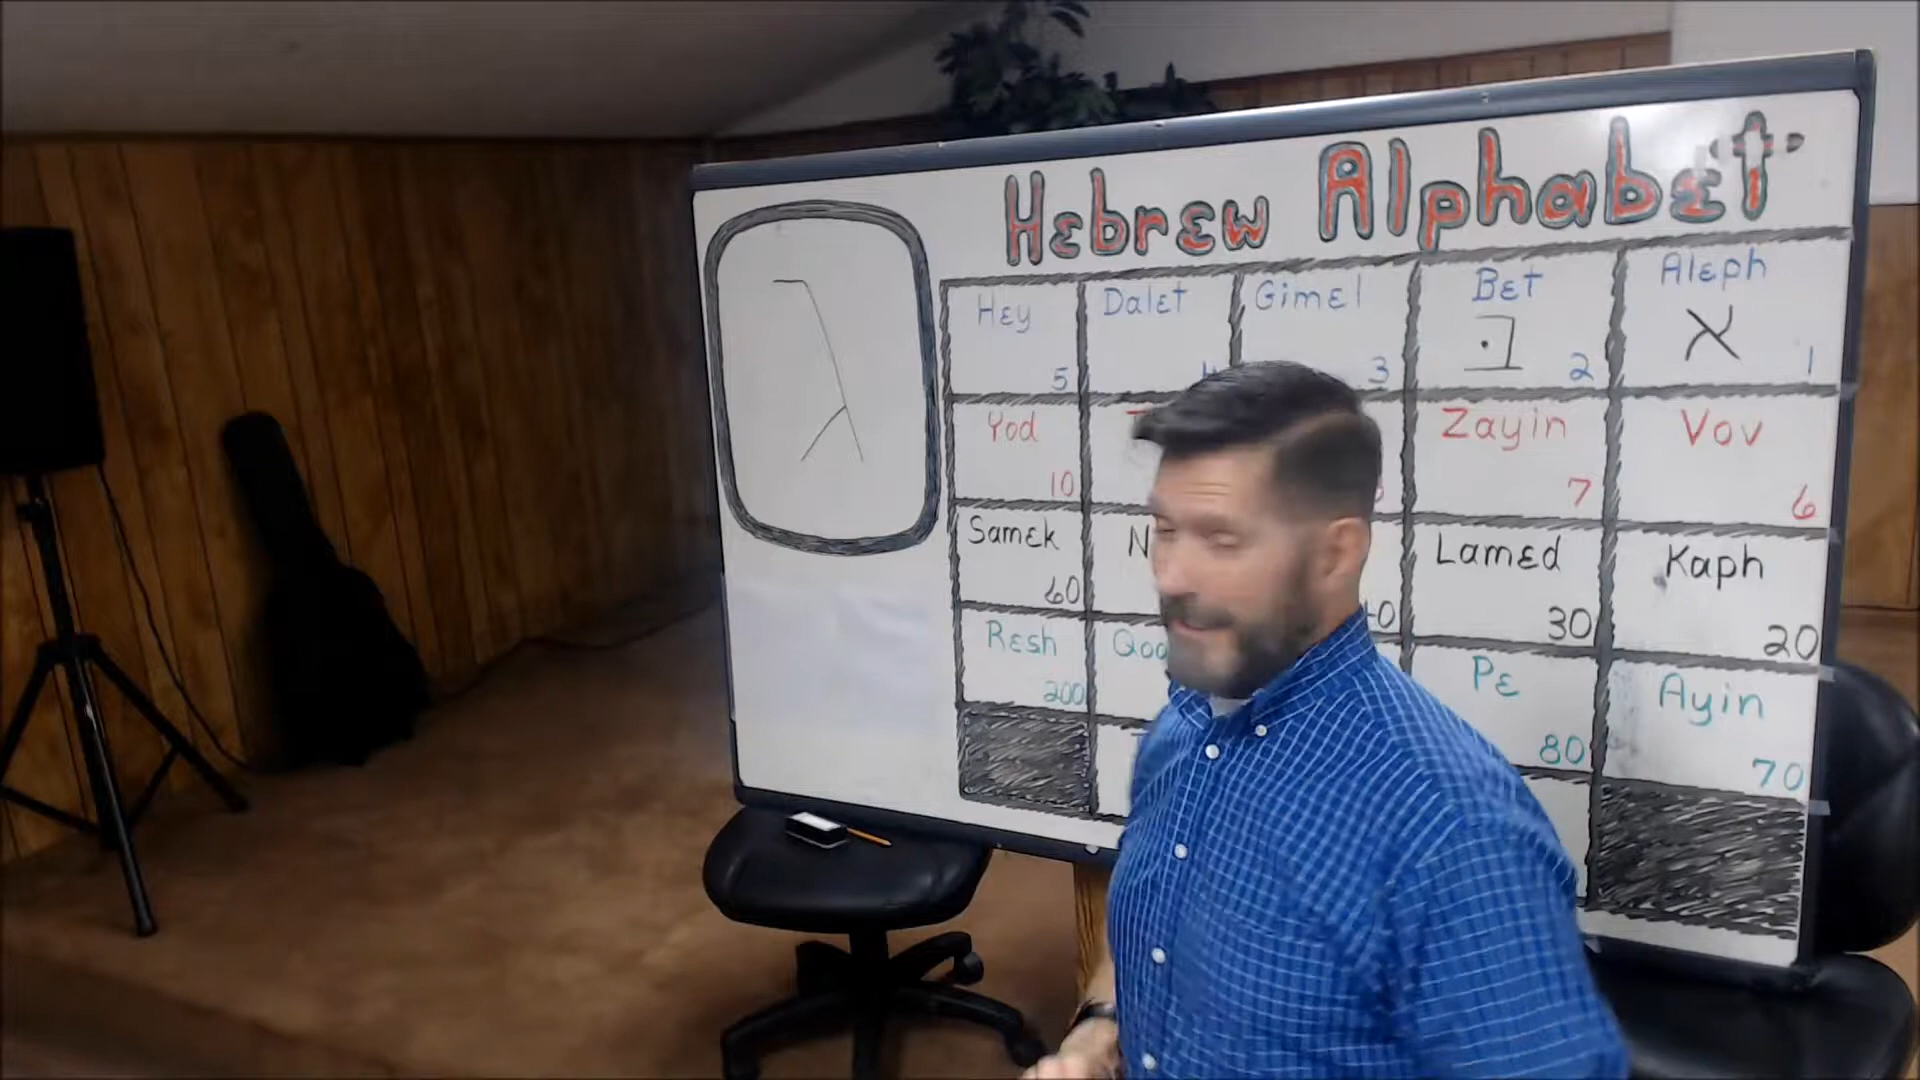 Hebrew Alphabet
ג
Hey Dalet Gimel Bet Aleph
בּ א
5 3 2 1
Yod Zayin Vov
10 7 6
Samek Lamed Kaph
60 30 20
Resh Pe Ayin
200 80 70